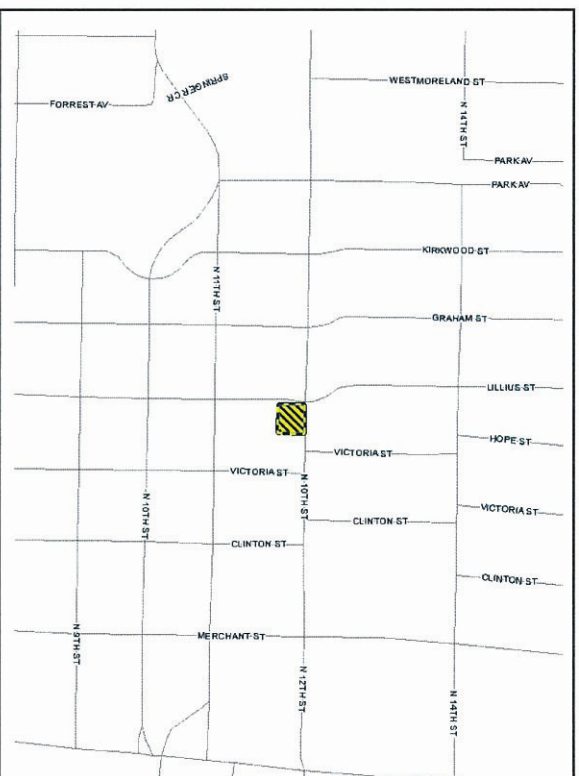 SPRINGER CR
WESTMORELAND ST
FORREST AV
N 14TH ST
PARK AV
PARK AV
KIRKWOOD ST
N 11TH ST
GRAHAM ST
LILLIUS ST
HOPE ST
VICTORIA ST
VICTORIA ST
N 10TH ST
N 10TH ST
VICTORIA ST
CLINTON ST
CLINTON ST
CLINTON ST
MERCHANT ST
N 9TH ST
N 12TH ST
N 14TH ST